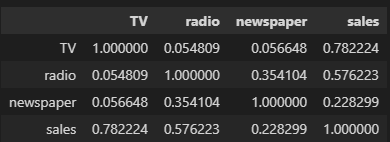 TV radio newspaper sales
TV 1.000000 0.054809 0.056648 0.782224
radio 0.054809 1.000000 0.354104 0.576223
newspaper 0.056648 0.354104 1.000000 0.228299
sales 0.782224 0.576223 0.228299 1.000000